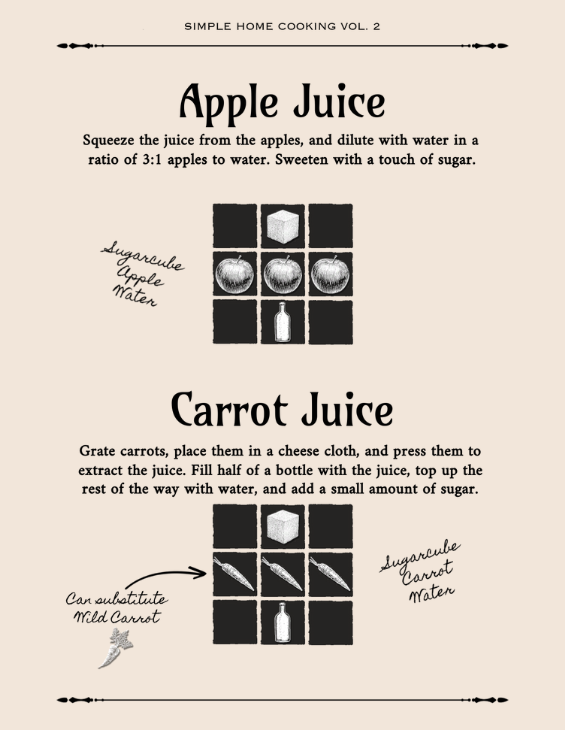 SIMPLE HOME COOKING VOL. 2
Apple Juice
Squeeze the juice from the apples, and dilute with water in a
ratio of 3:1 apples to water. Sweeten with a touch of sugar.
Sugarcube
Apple
Water
Carrot Juice
Grate carrots, place them in a cheese cloth, and press them to
extract the juice. Fill half of a bottle with the juice, top up the
rest of the way with water, and add a small amount of sugar.
Sugarcube
Carrot
Water
Can substitute
Wild Carrot